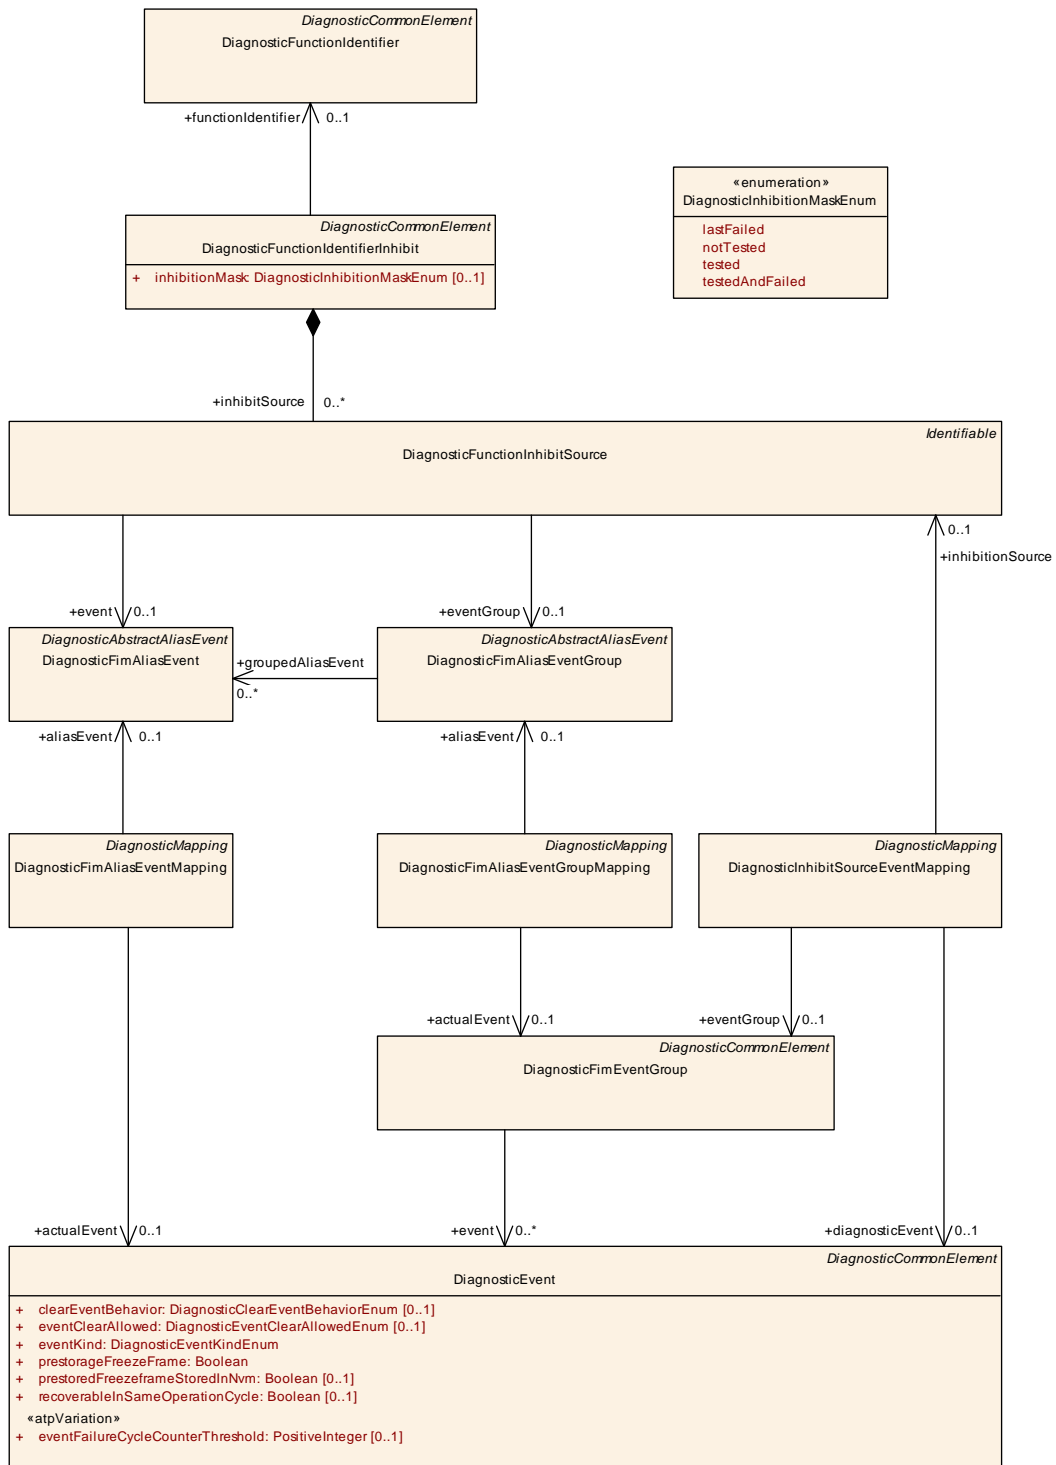 DiagnosticCommonElement
DiagnosticFunctionIdentifier
+functionIdentifier 0..1
«enumeration»
DiagnosticInhibitionMaskEnum
lastFailed
notTested
tested
testedAndFailed
DiagnosticCommonElement
DiagnosticFunctionIdentifierInhibit
+ inhibitionMask: DiagnosticInhibitionMaskEnum [0..1]
+inhibitSource 0..*
Identifiable
DiagnosticFunctionInhibitSource
0..1
+inhibitionSource
+event 0..1
+eventGroup 0..1
DiagnosticAbstractAliasEvent
DiagnosticFimAliasEvent
+groupedAliasEvent
0..*
DiagnosticAbstractAliasEvent
DiagnosticFimAliasEventGroup
+aliasEvent 0..1
+aliasEvent 0..1
DiagnosticMapping
DiagnosticFimAliasEventMapping
DiagnosticMapping
DiagnosticFimAliasEventGroupMapping
DiagnosticMapping
DiagnosticInhibitSourceEventMapping
+actualEvent 0..1
+eventGroup 0..1
DiagnosticCommonElement
DiagnosticFimEventGroup
+actualEvent 0..1
+event 0..*
+diagnosticEvent 0..1
DiagnosticCommonElement
DiagnosticEvent
+ clearEventBehavior: DiagnosticClearEventBehaviorEnum [0..1]
+ eventClearAllowed: DiagnosticEventClearAllowedEnum [0..1]
+ eventKind: DiagnosticEventKindEnum
+ prestorageFreezeFrame: Boolean
+ prestoredFreezeframeStoredInNvm: Boolean [0..1]
+ recoverableInSameOperationCycle: Boolean [0..1]
«atpVariation»
+ eventFailureCycleCounterThreshold: PositiveInteger [0..1]